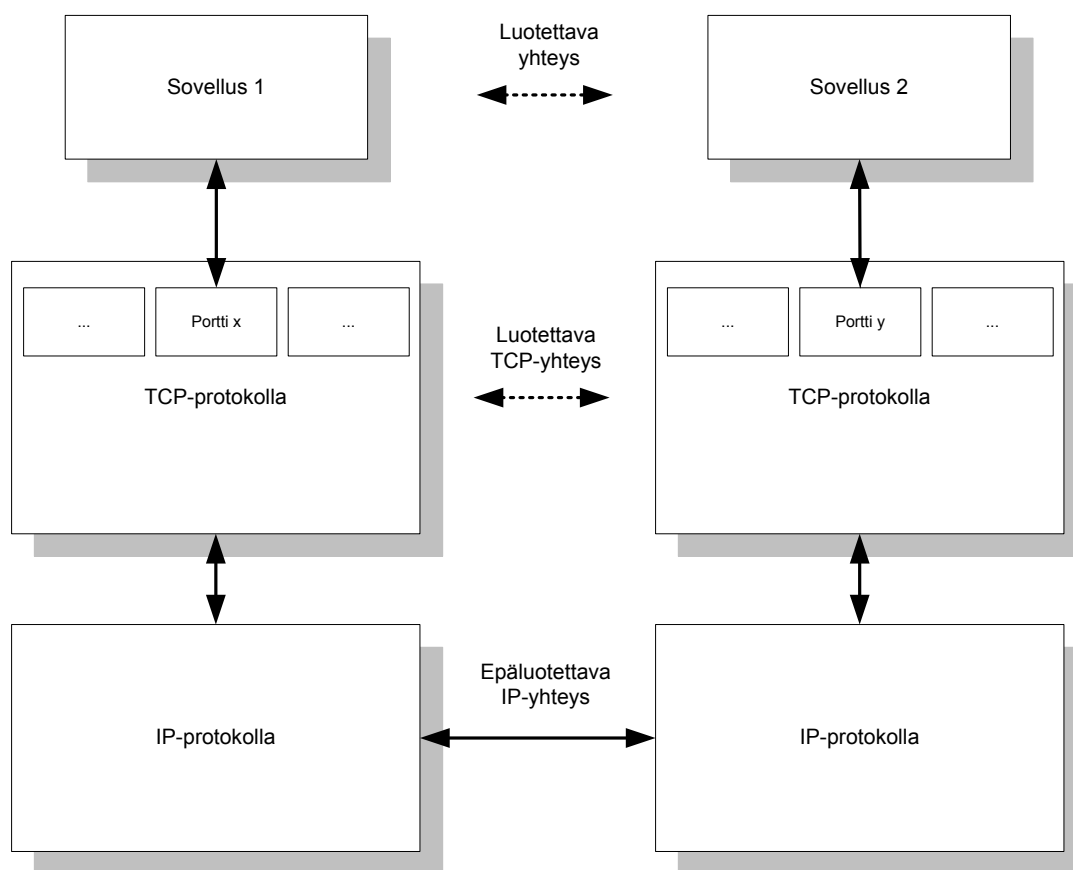 Sovellus 1
Luotettava
yhteys
Sovellus 2
...
Portti x
...
TCP-protokolla
Luotettava
TCP-yhteys
...
Portti y
...
TCP-protokolla
IP-protokolla
Epäluotettava
IP-yhteys
IP-protokolla